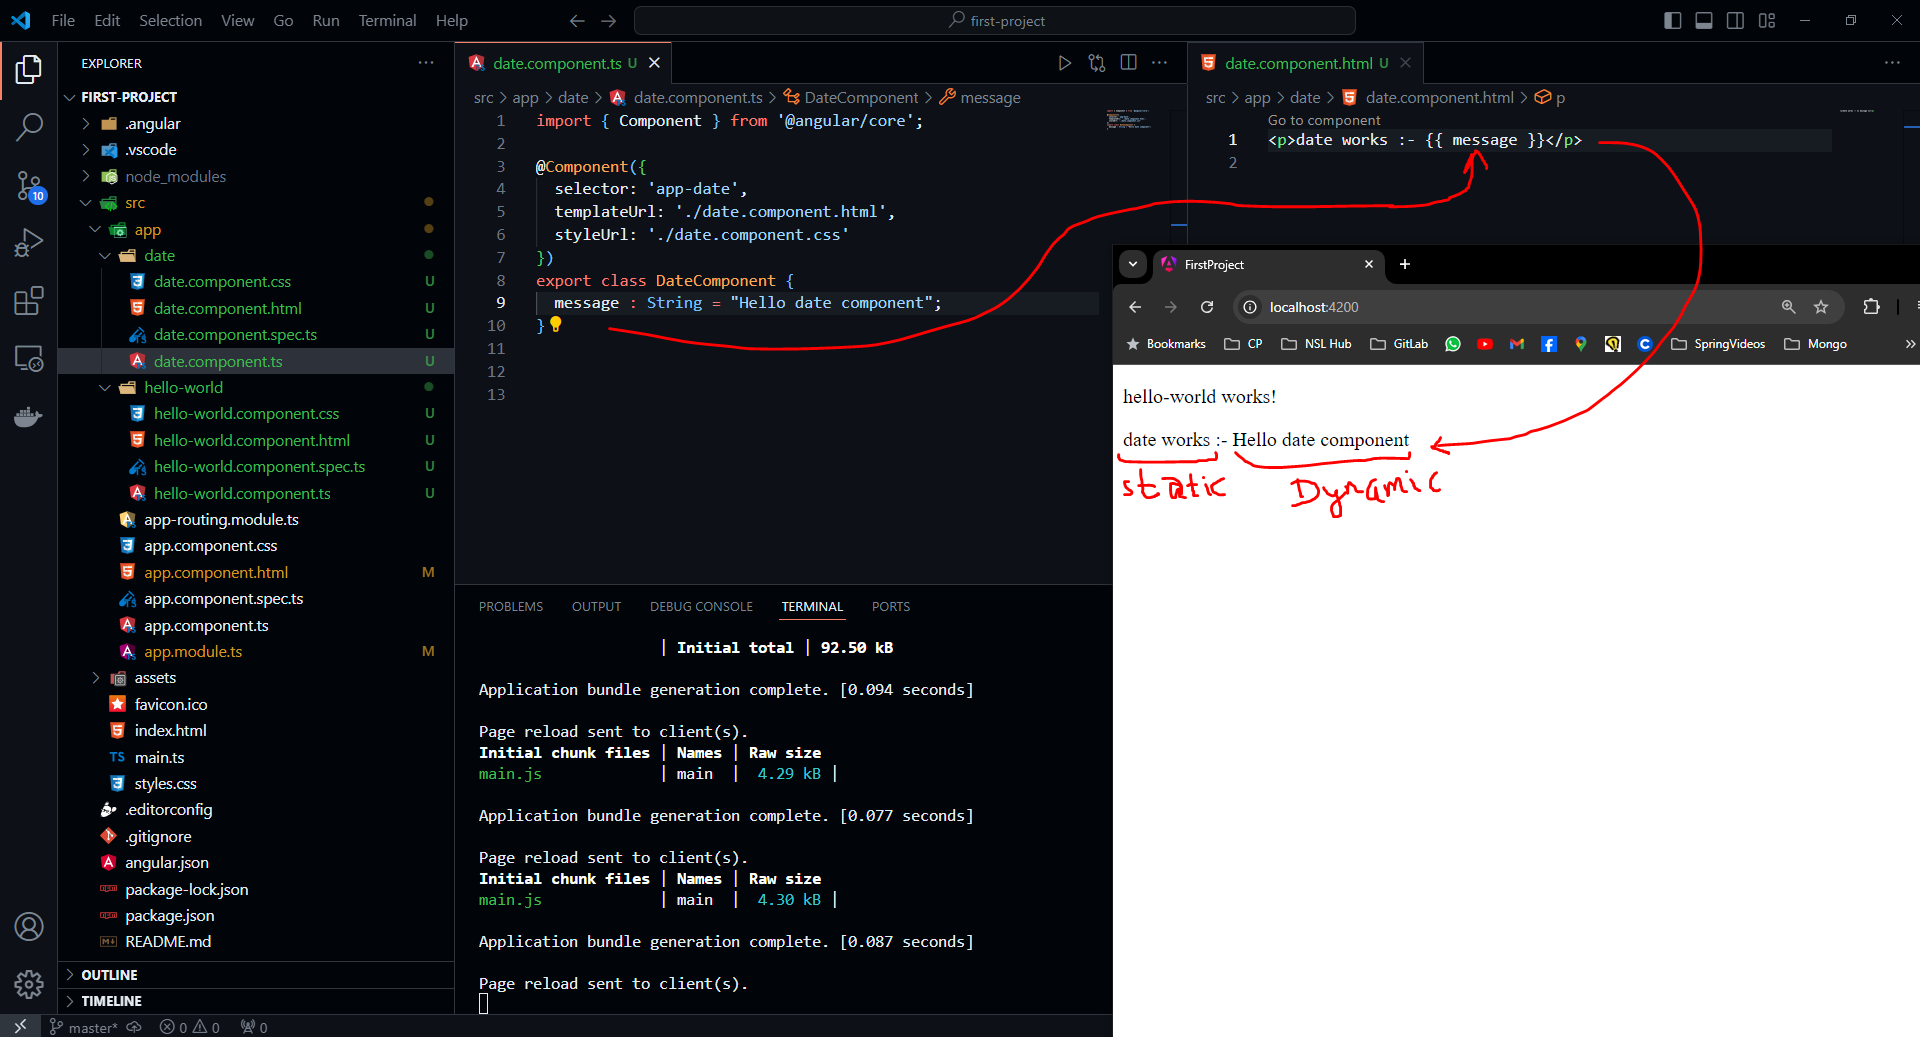 File Edit Selection View Go Run Terminal Help
first-project
EXPLORER
FIRST-PROJECT
.angular
.vscode
node_modules
src
app
date
date.component.css U
date.component.html U
date.component.spec.ts U
date.component.ts U
hello-world
hello-world.component.css U
hello-world.component.html U
hello-world.component.spec.ts U
hello-world.component.ts U
app-routing.module.ts
app.component.css
app.component.html M
app.component.spec.ts
app.component.ts
app.module.ts M
assets
favicon.ico
index.html
TS main.ts
styles.css
.editorconfig
.gitignore
angular.json
package-lock.json
package.json
README.md
OUTLINE
TIMELINE
10
master* 0 0 0
date.component.ts U
src > app > date > date.component.ts > DateComponent > message
1 import { Component } from '@angular/core';
2
3 @Component({
4 selector: 'app-date',
5 templateUrl: './date.component.html',
6 styleUrl: './date.component.css'
7 })
8 export class DateComponent {
9 message : String = "Hello date component";
10 }
11
12
13
PROBLEMS OUTPUT DEBUG CONSOLE TERMINAL PORTS
| Initial total | 92.50 kB
Application bundle generation complete. [0.094 seconds]
Page reload sent to client(s).
Initial chunk files | Names | Raw size
main.js | main | 4.29 kB |
Application bundle generation complete. [0.077 seconds]
Page reload sent to client(s).
Initial chunk files | Names | Raw size
main.js | main | 4.30 kB |
Application bundle generation complete. [0.087 seconds]
Page reload sent to client(s).
date.component.html U
src > app > date > date.component.html > p
Go to component
1 <p>date works :- {{ message }}</p>
2
FirstProject
localhost:4200
Bookmarks CP NSL Hub GitLab SpringVideos Mongo
hello-world works!
date works :- Hello date component
static Dynamic